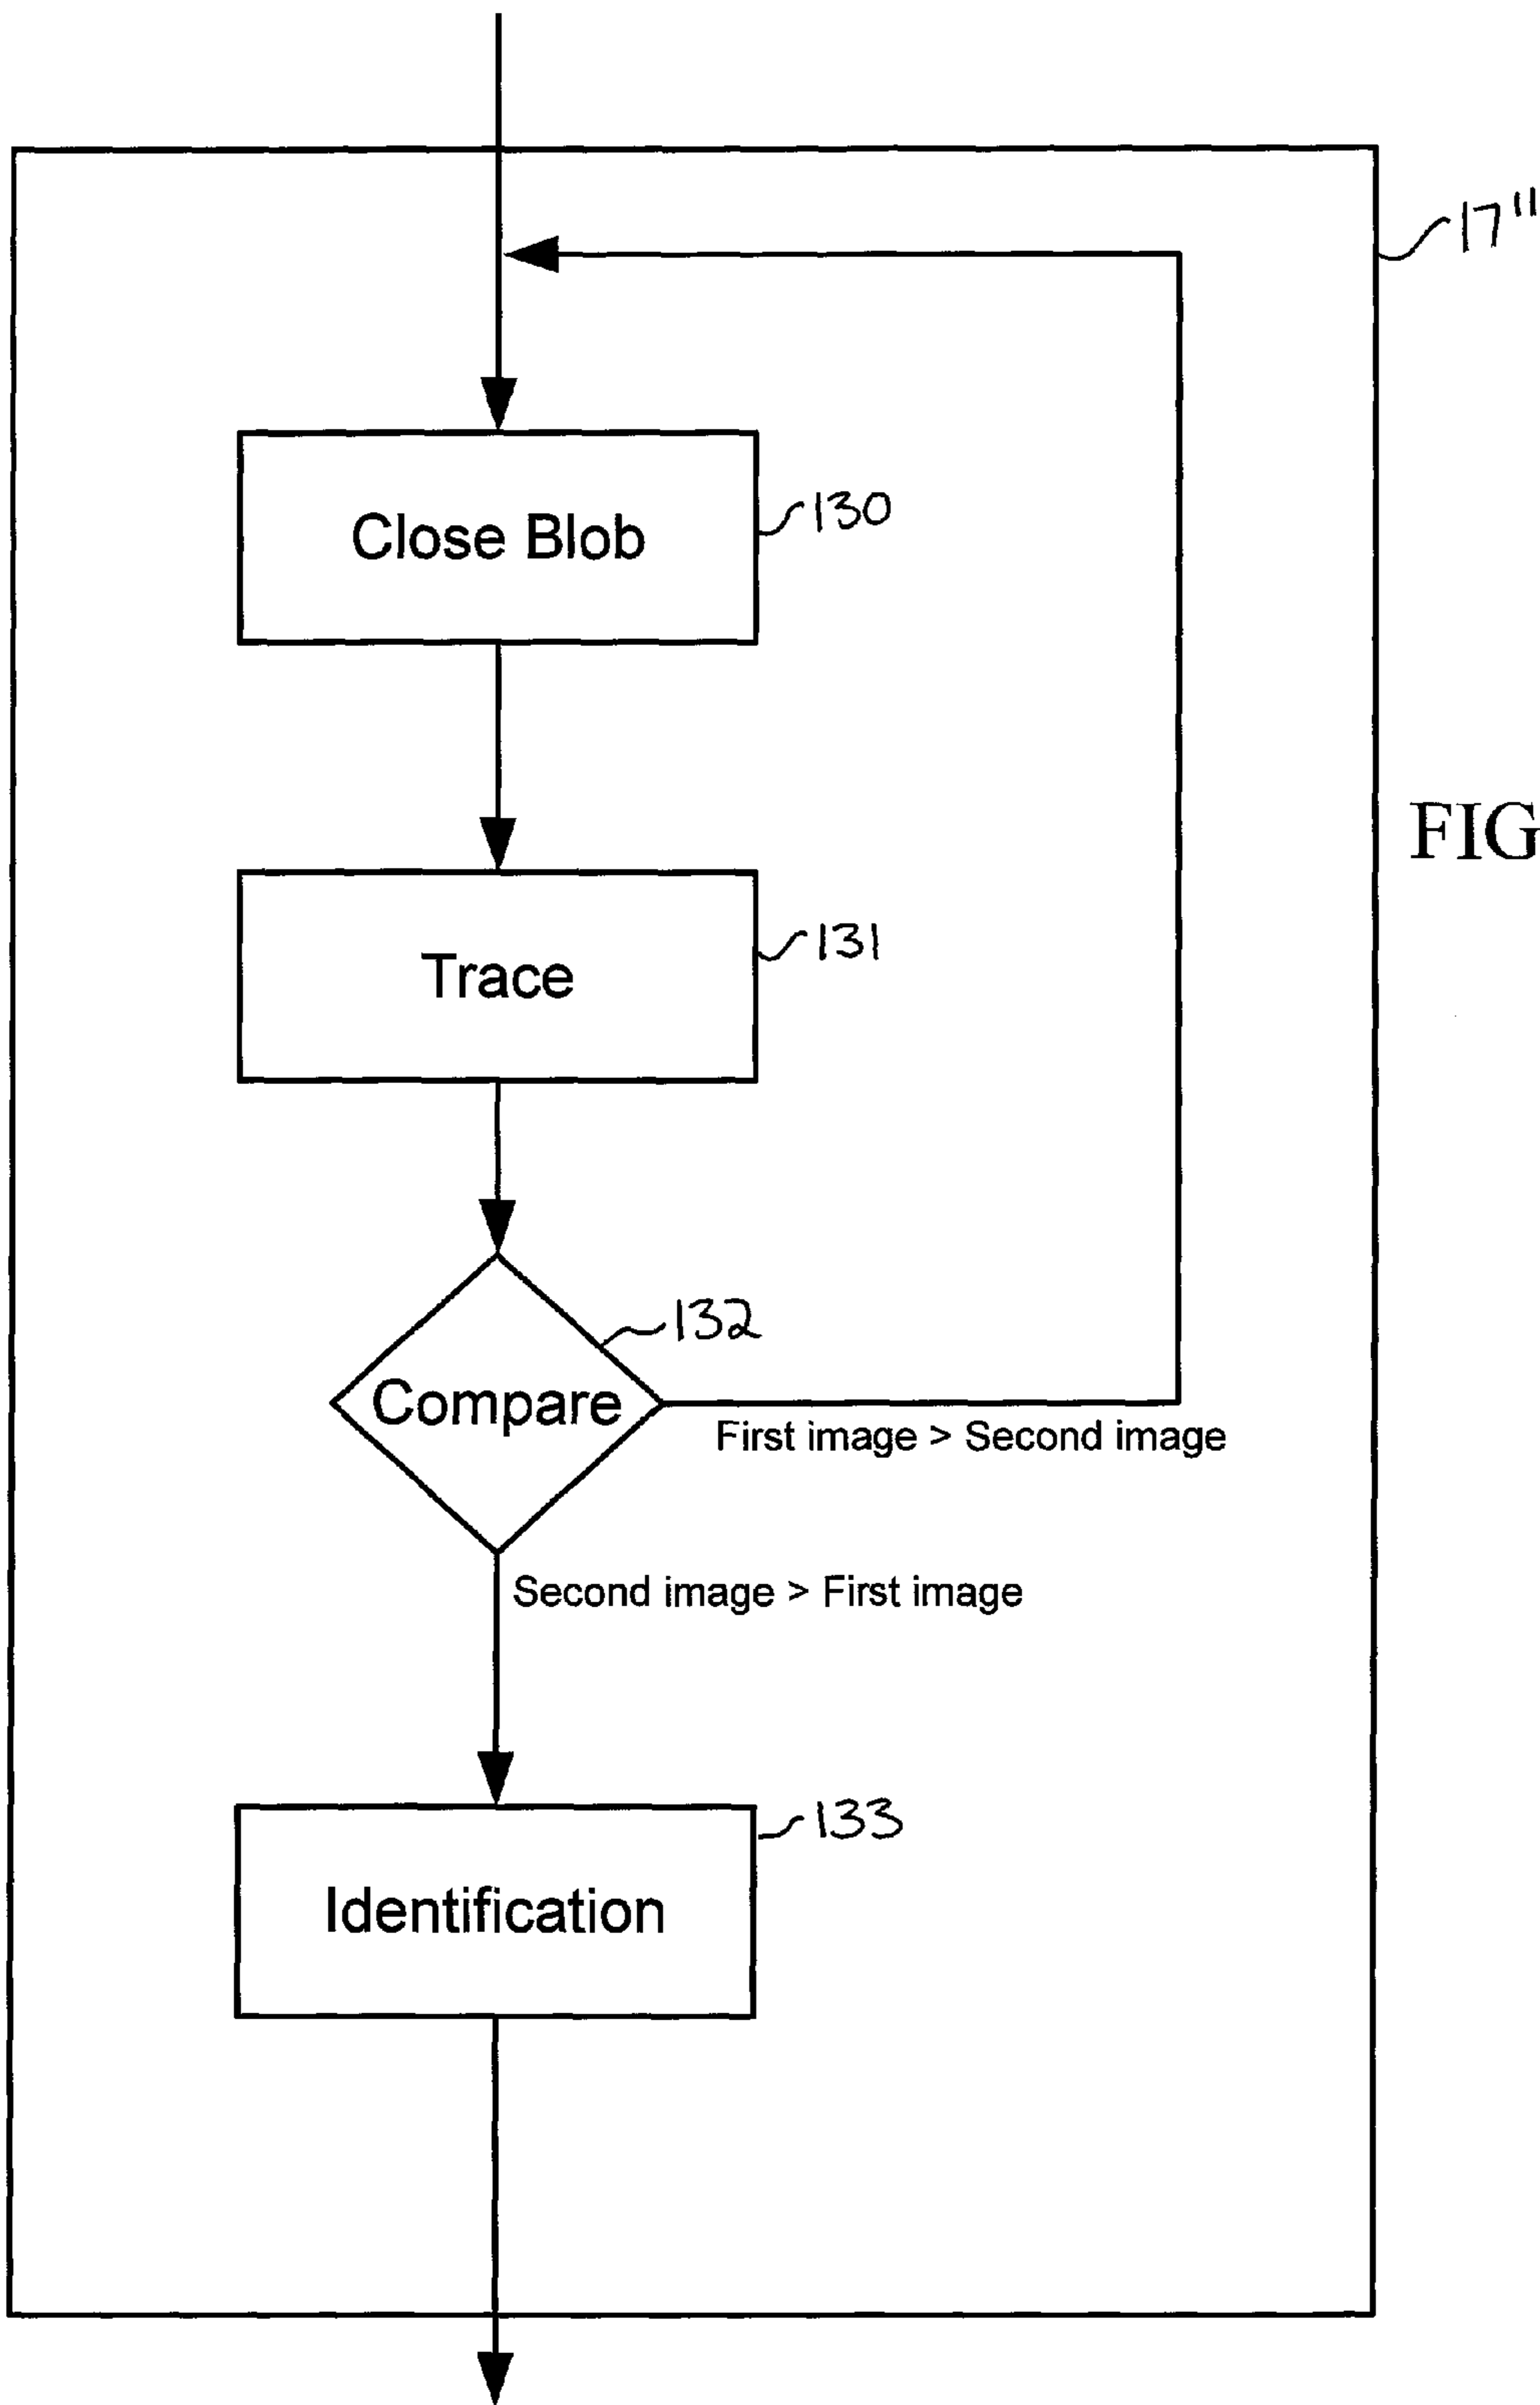 17"
Close Blob
130
FIG
Trace
131
132
Compare
First image > Second image
Second image > First image
133
Identification